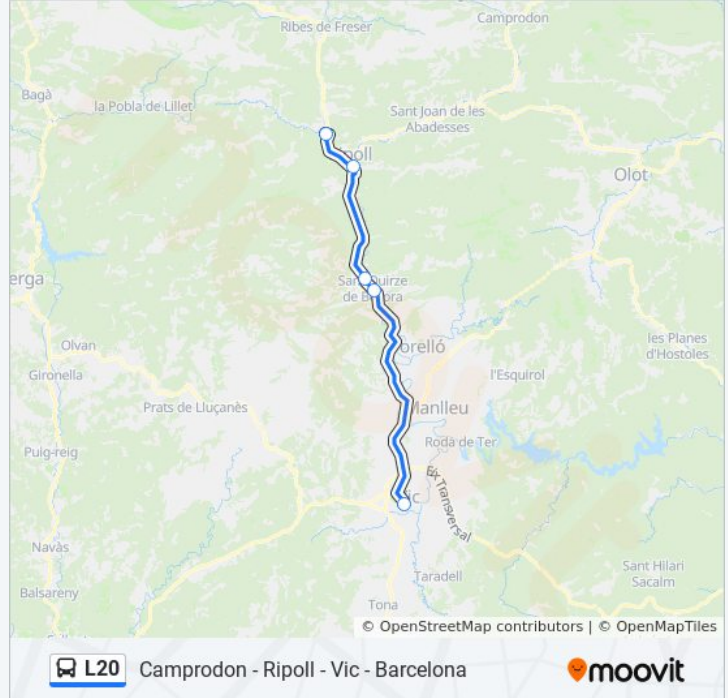 Ribes de Freser
Camprodon
Bagà
la Pobla de Lillet
Sant Joan de les
Abadesses
Olot
Olvan
Gironella
les Planes
d'Hostoles
l'Esquirol
Manlleu
Prats de Lluçanès
Roda de Ter
Puig-reig
Eix Transversal
Navàs
Sant Hilari
Sacalm
Balsareny
Taradell
Tona
© OpenStreetMap contributors | © OpenMapTiles
L20 Camprodon - Ripoll - Vic - Barcelona
moovit